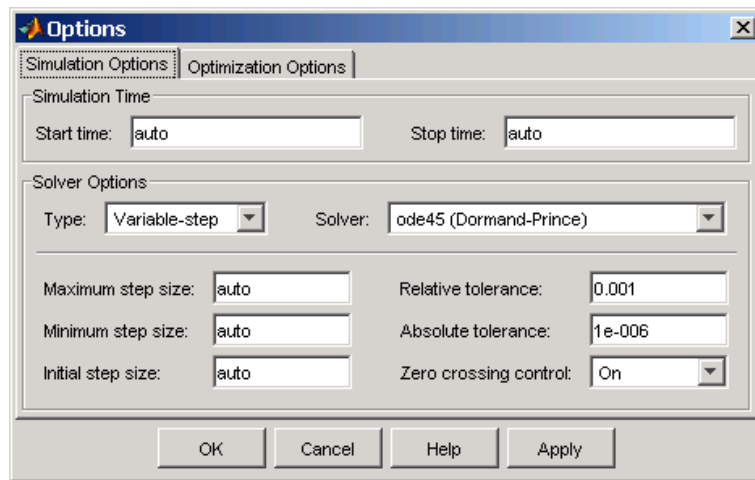 Options
Simulation Options Optimization Options
Simulation Time
Start time: auto Stop time: auto
Solver Options
Type: Variable-step Solver: ode45 (Dormand-Prince)
Maximum step size: auto Relative tolerance: 0.001
Minimum step size: auto Absolute tolerance: 1e-006
Initial step size: auto Zero crossing control: On
OK Cancel Help Apply